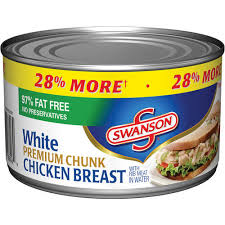 28% MORE†
• 28% MORE
97% FAT FREE
NO PRESERVATIVES
S
SWANSON
White
PREMIUM CHUNK
CHICKEN BREAST
WITH
RIB MEAT
IN WATER